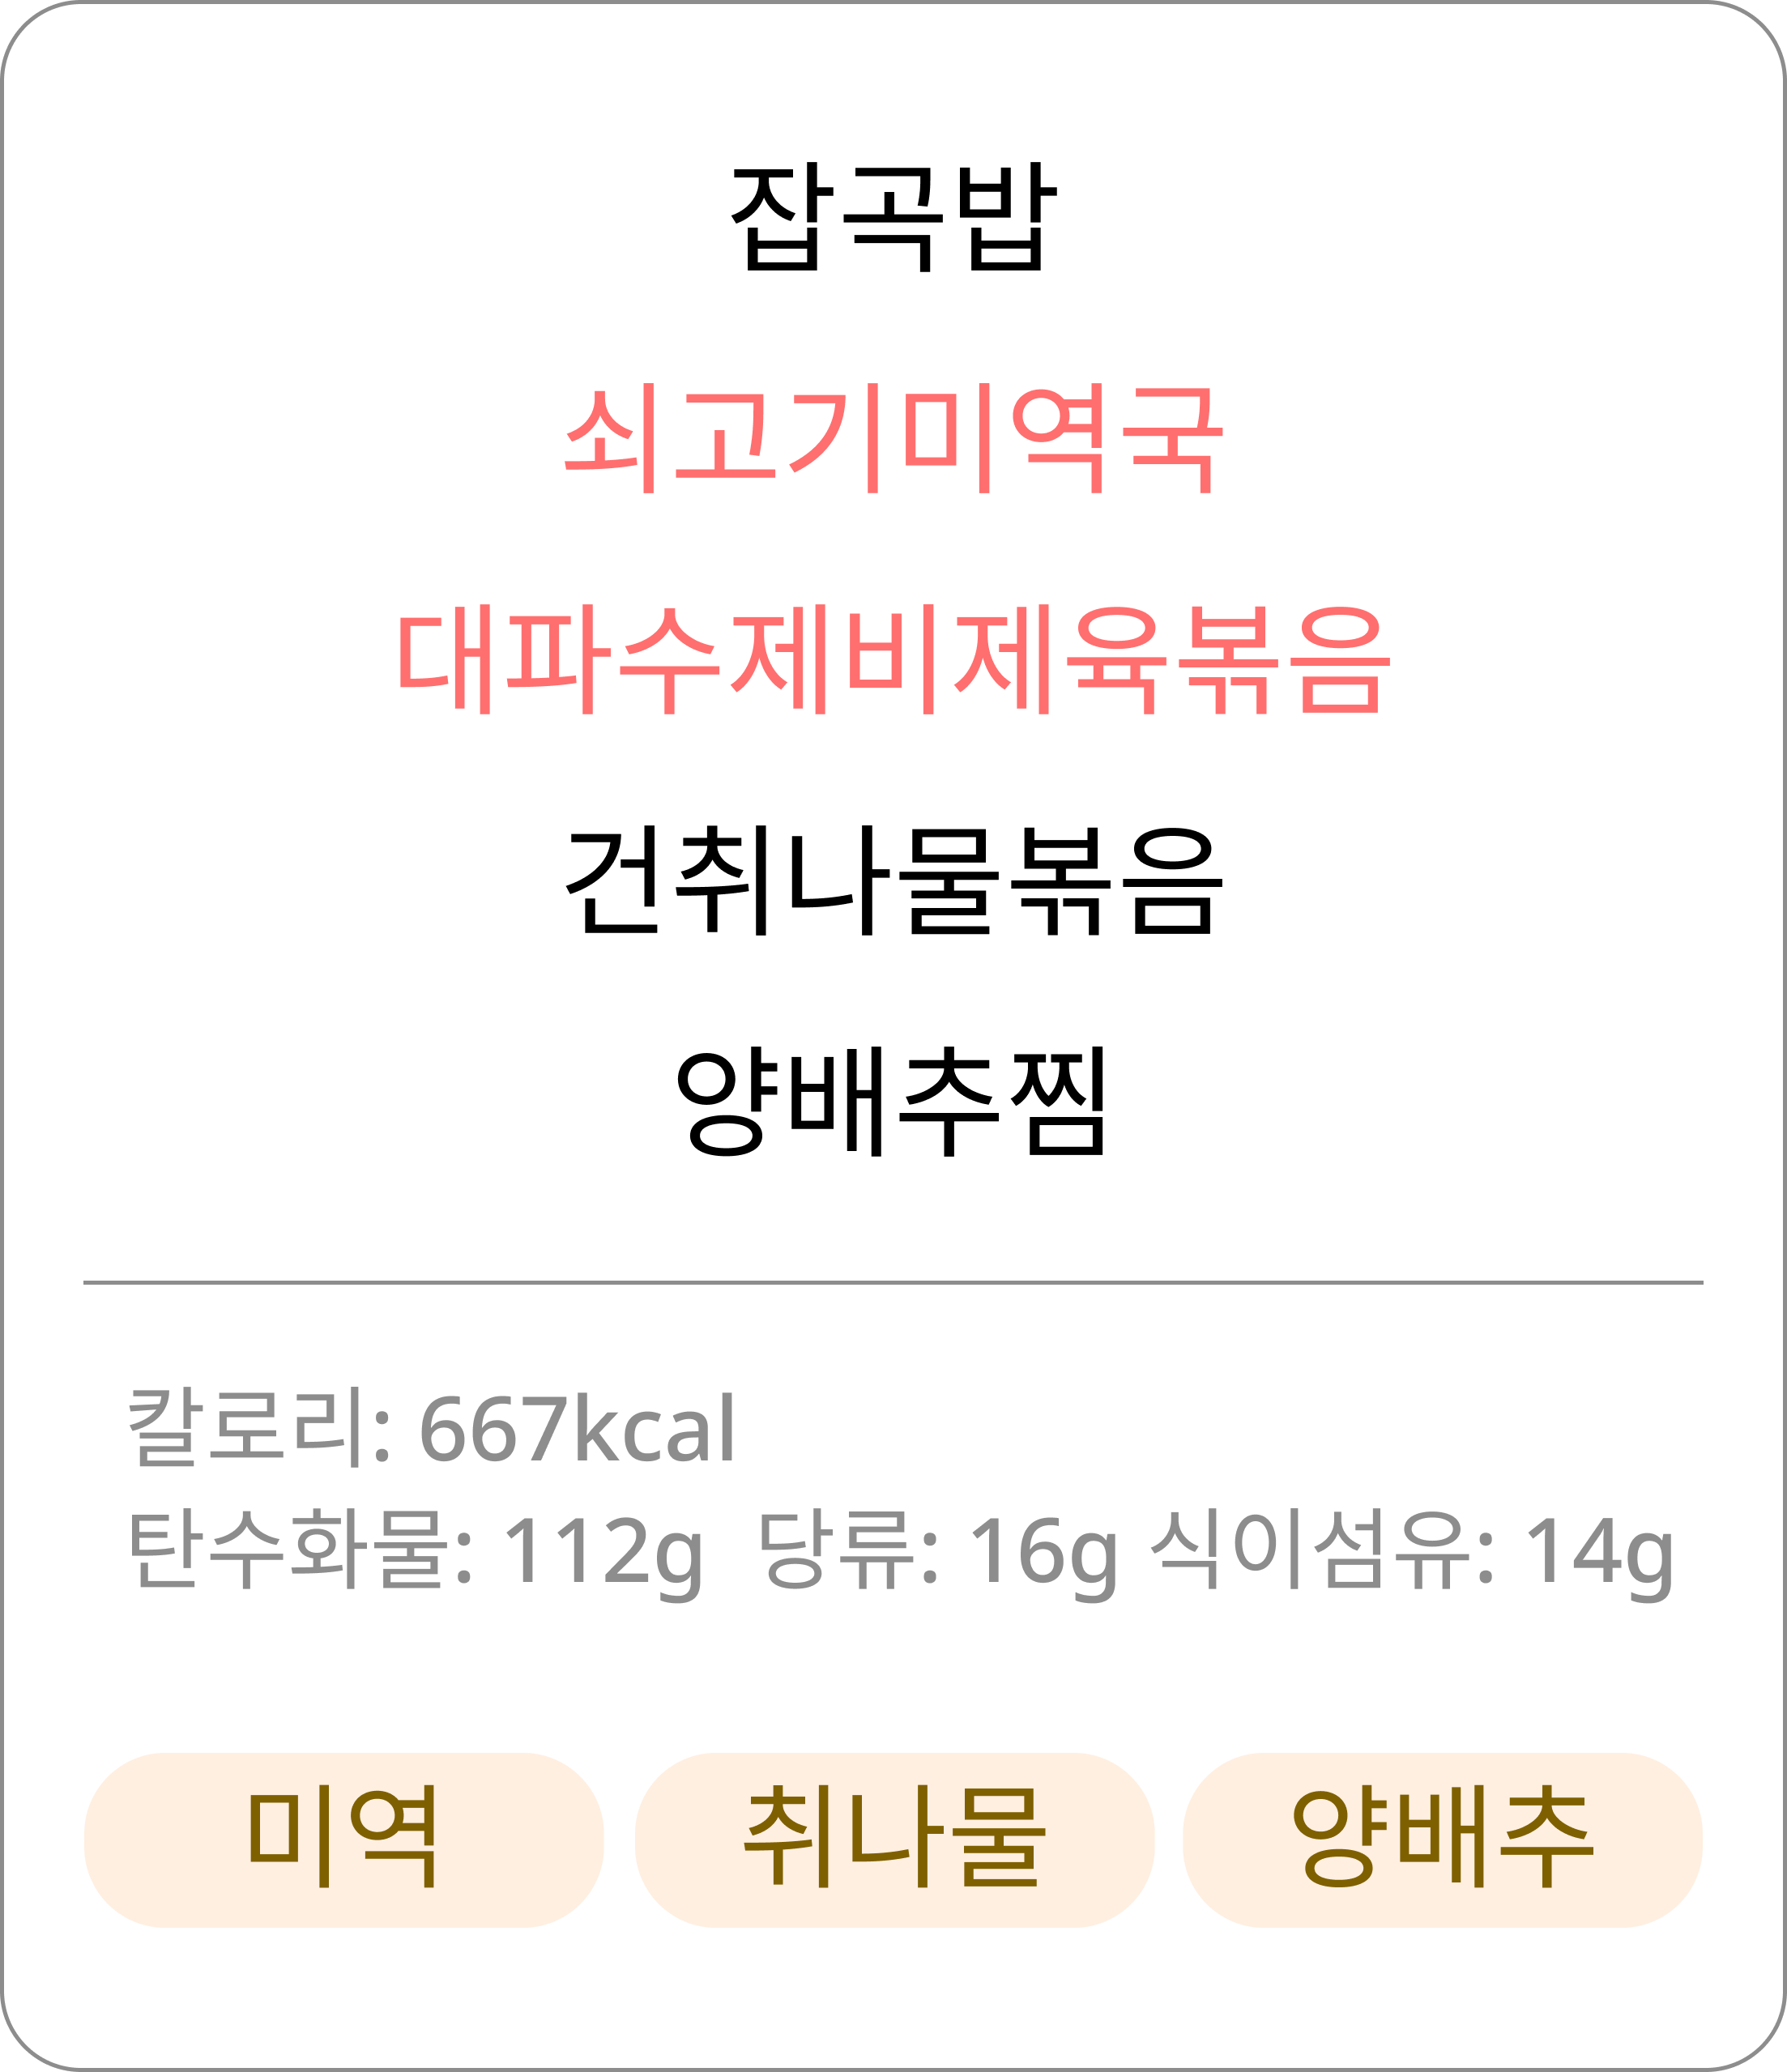 잡곡밥
쇠고기미역국
대파수제비제육볶음
건취나물볶음
양배추찜
칼로리: 667kcal
탄수화물: 112g 당류: 16g 식이섬유: 14g
미역 취나물 양배추